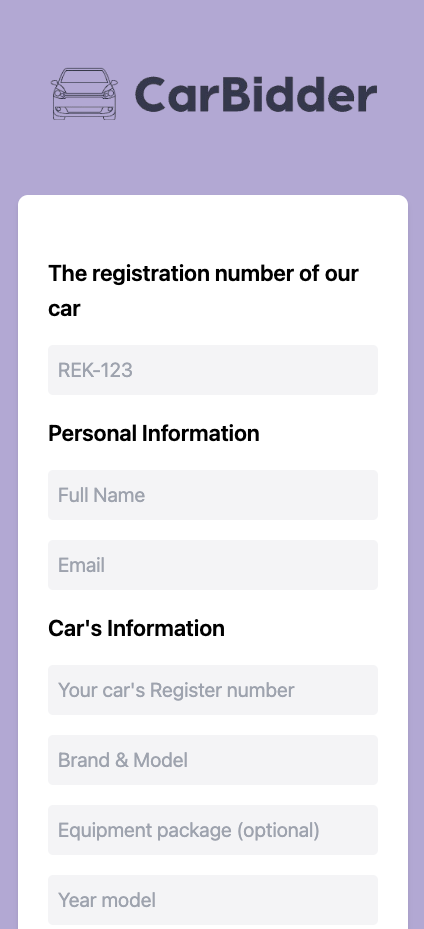 CarBidder
The registration number of our
car
REK-123
Personal Information
Full Name
Email
Car's Information
Your car's Register number
Brand & Model
Equipment package (optional)
Year model